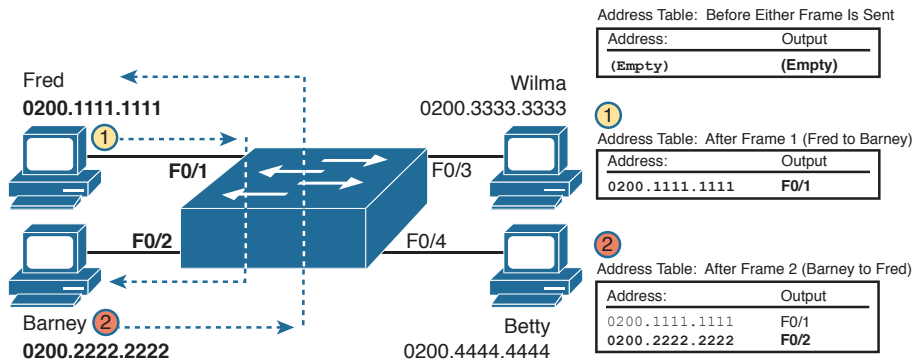 Address Table: Before Either Frame Is Sent
Address: Output
(Empty) (Empty)
Fred
0200.1111.1111
Wilma
0200.3333.3333
1
F0/1
F0/3
F0/2
F0/4
Barney 2
0200.2222.2222
Betty
0200.4444.4444
1
Address Table: After Frame 1 (Fred to Barney)
Address: Output
0200.1111.1111 F0/1
2
Address Table: After Frame 2 (Barney to Fred)
Address: Output
0200.1111.1111 F0/1
0200.2222.2222 F0/2